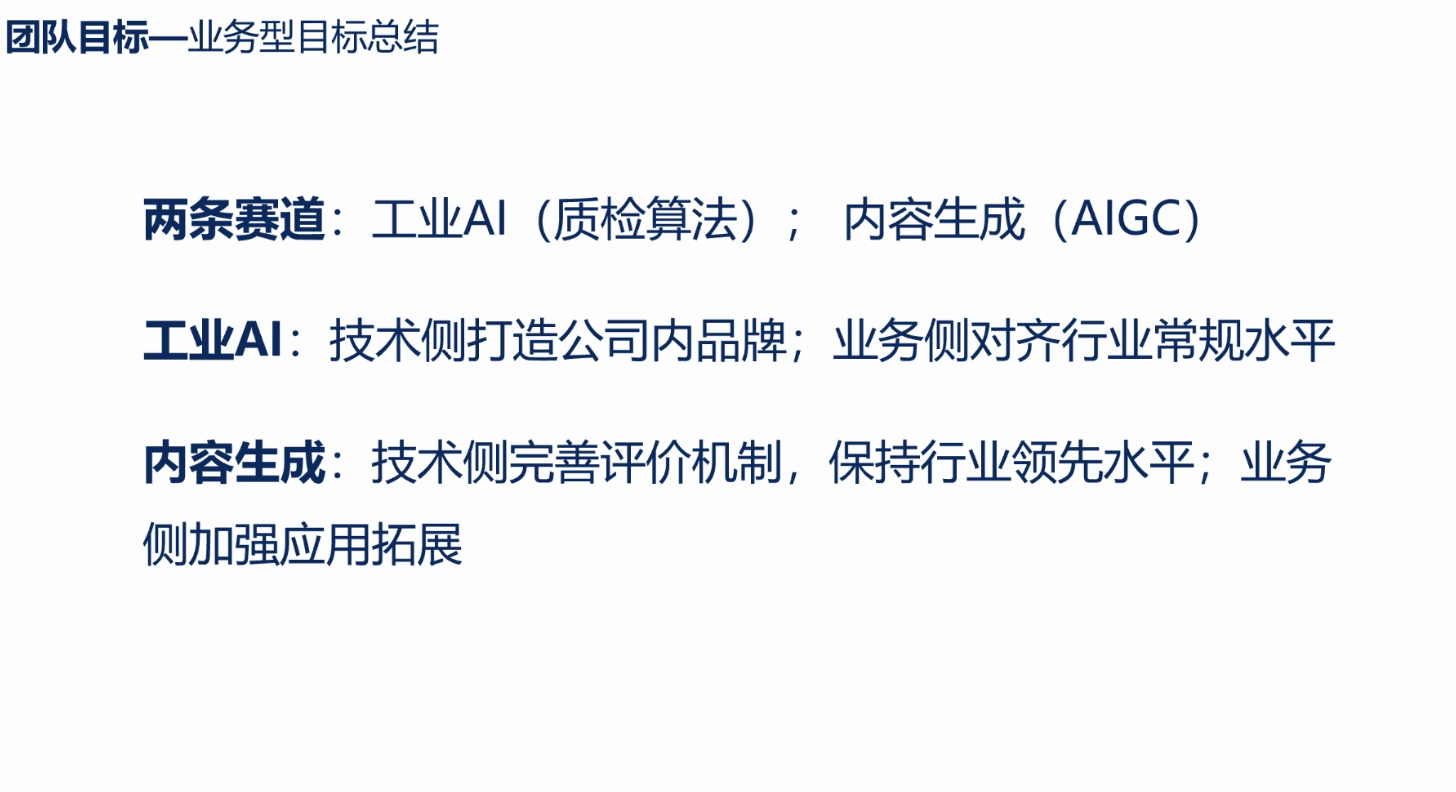 团队目标—业务型目标总结
两条赛道：工业AI（质检算法）； 内容生成（AIGC）
工业AI：技术侧打造公司内品牌；业务侧对齐行业常规水平
内容生成：技术侧完善评价机制，保持行业领先水平；业务
侧加强应用拓展